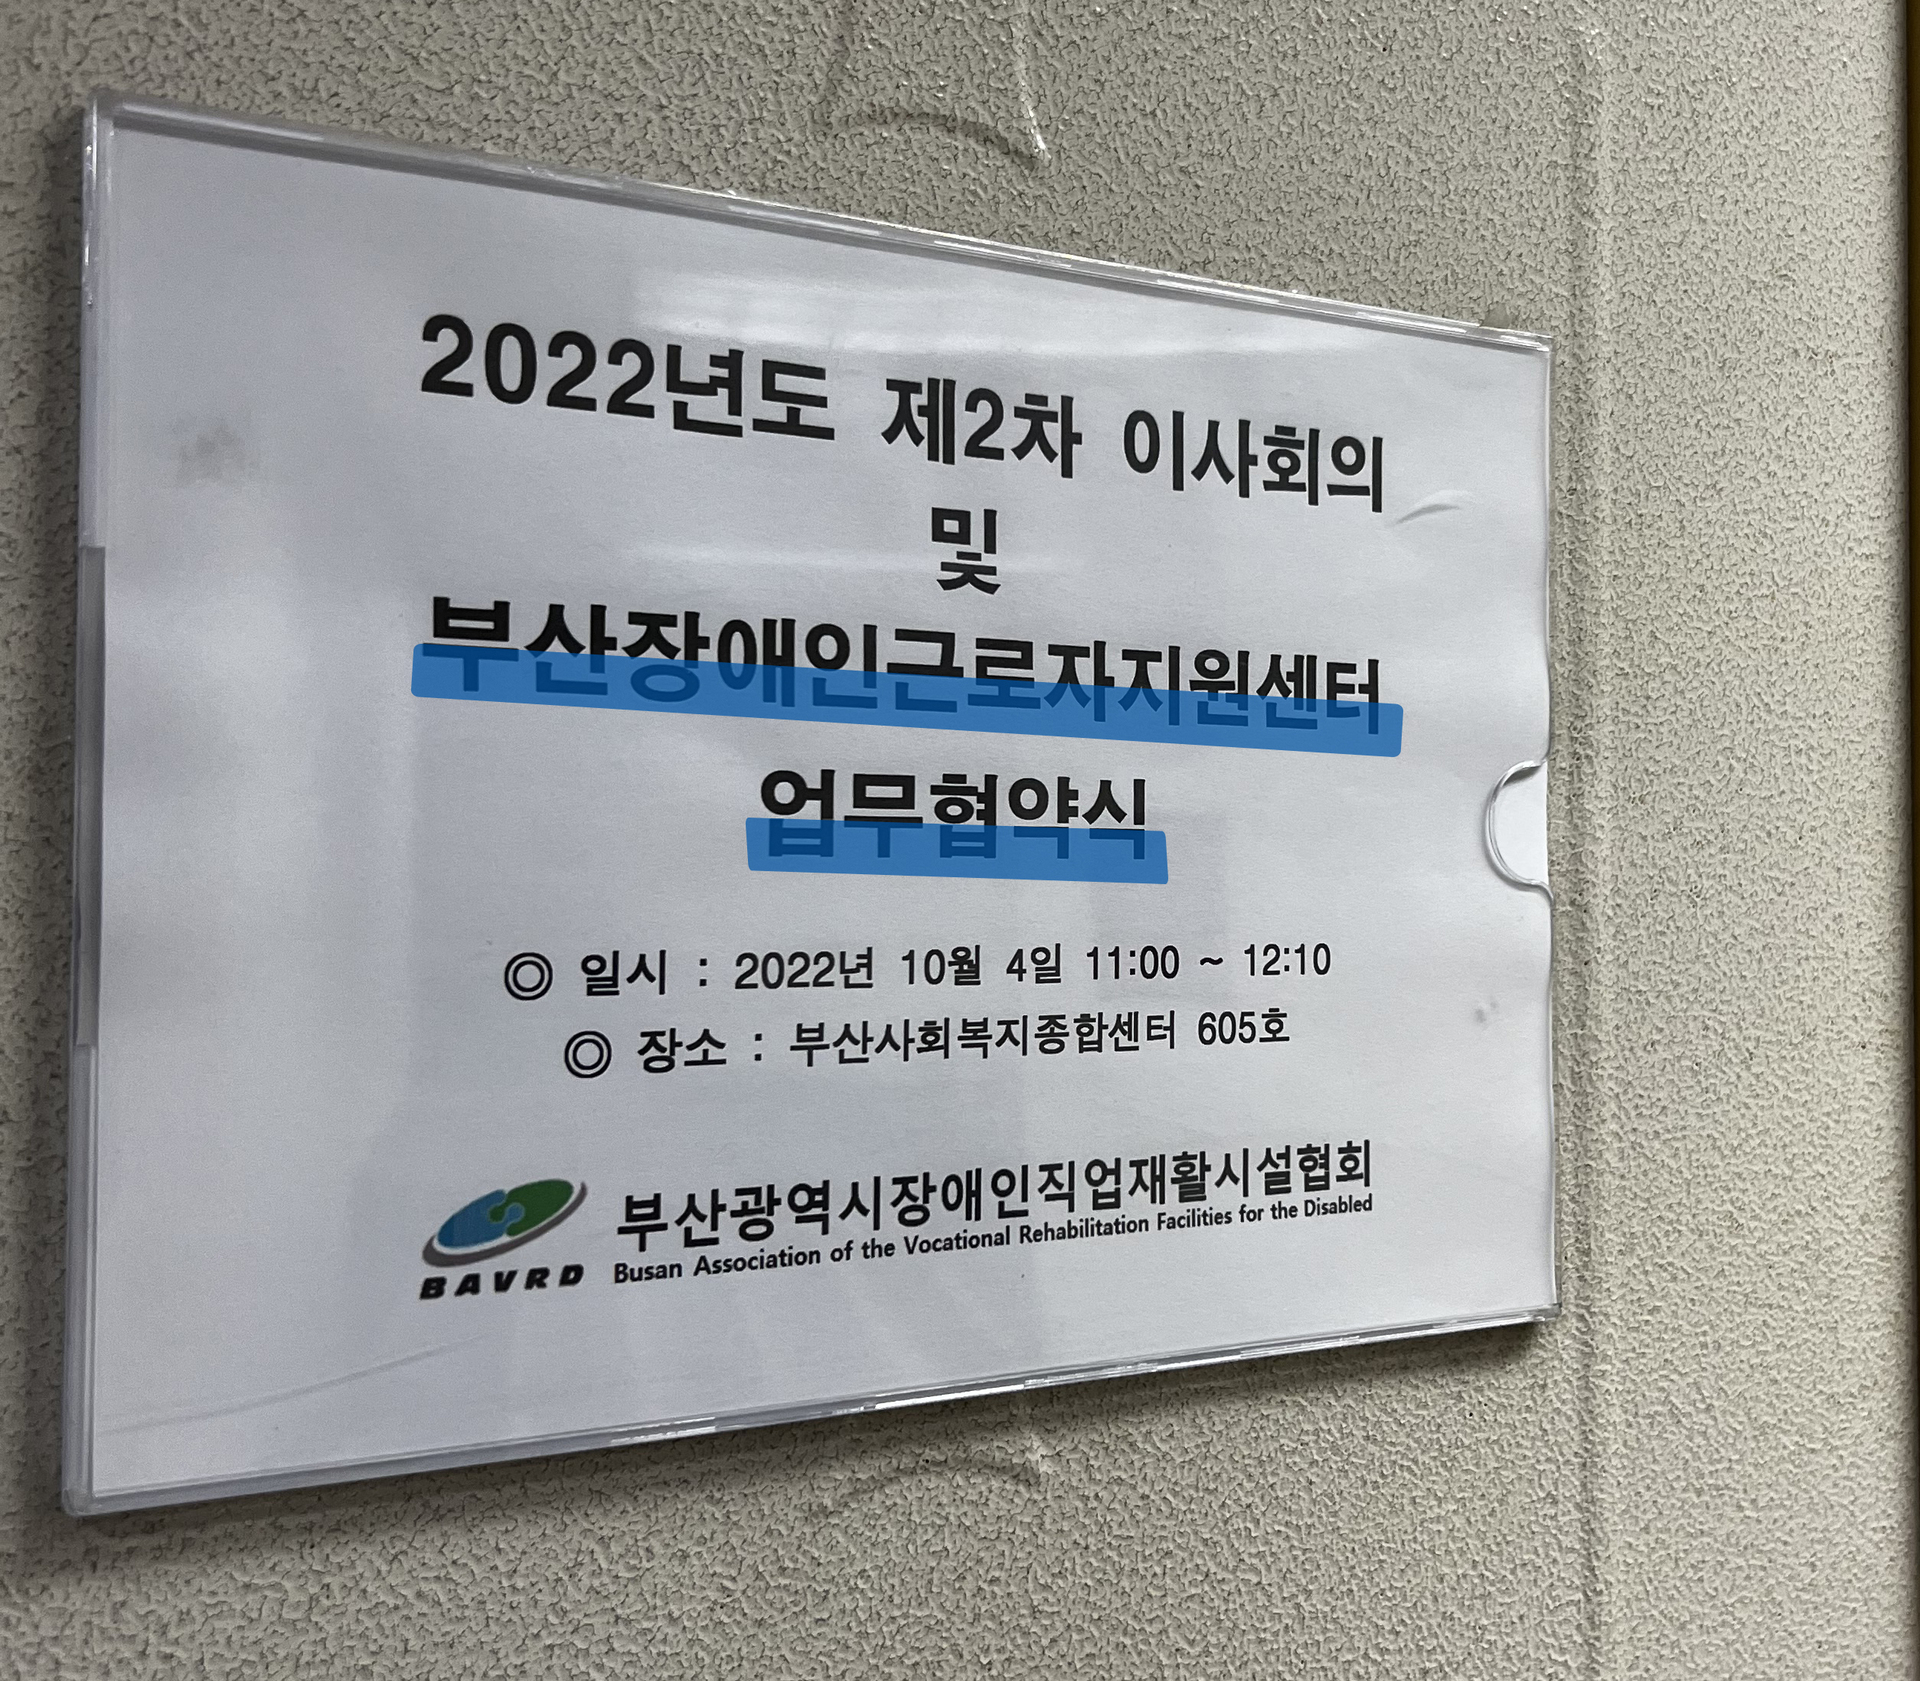 2022년도 제2차 이사회의
및
부산장애인근로자지원센터
업무협약식
◎ 일시 : 2022년 10월 4일 11:00 ~ 12:10
◎ 장소 : 부산사회복지종합센터 605호
BAVRD
부산광역시장애인직업재활시설협회
Busan Association of the Vocational Rehabilitation Facilities for the Disabled